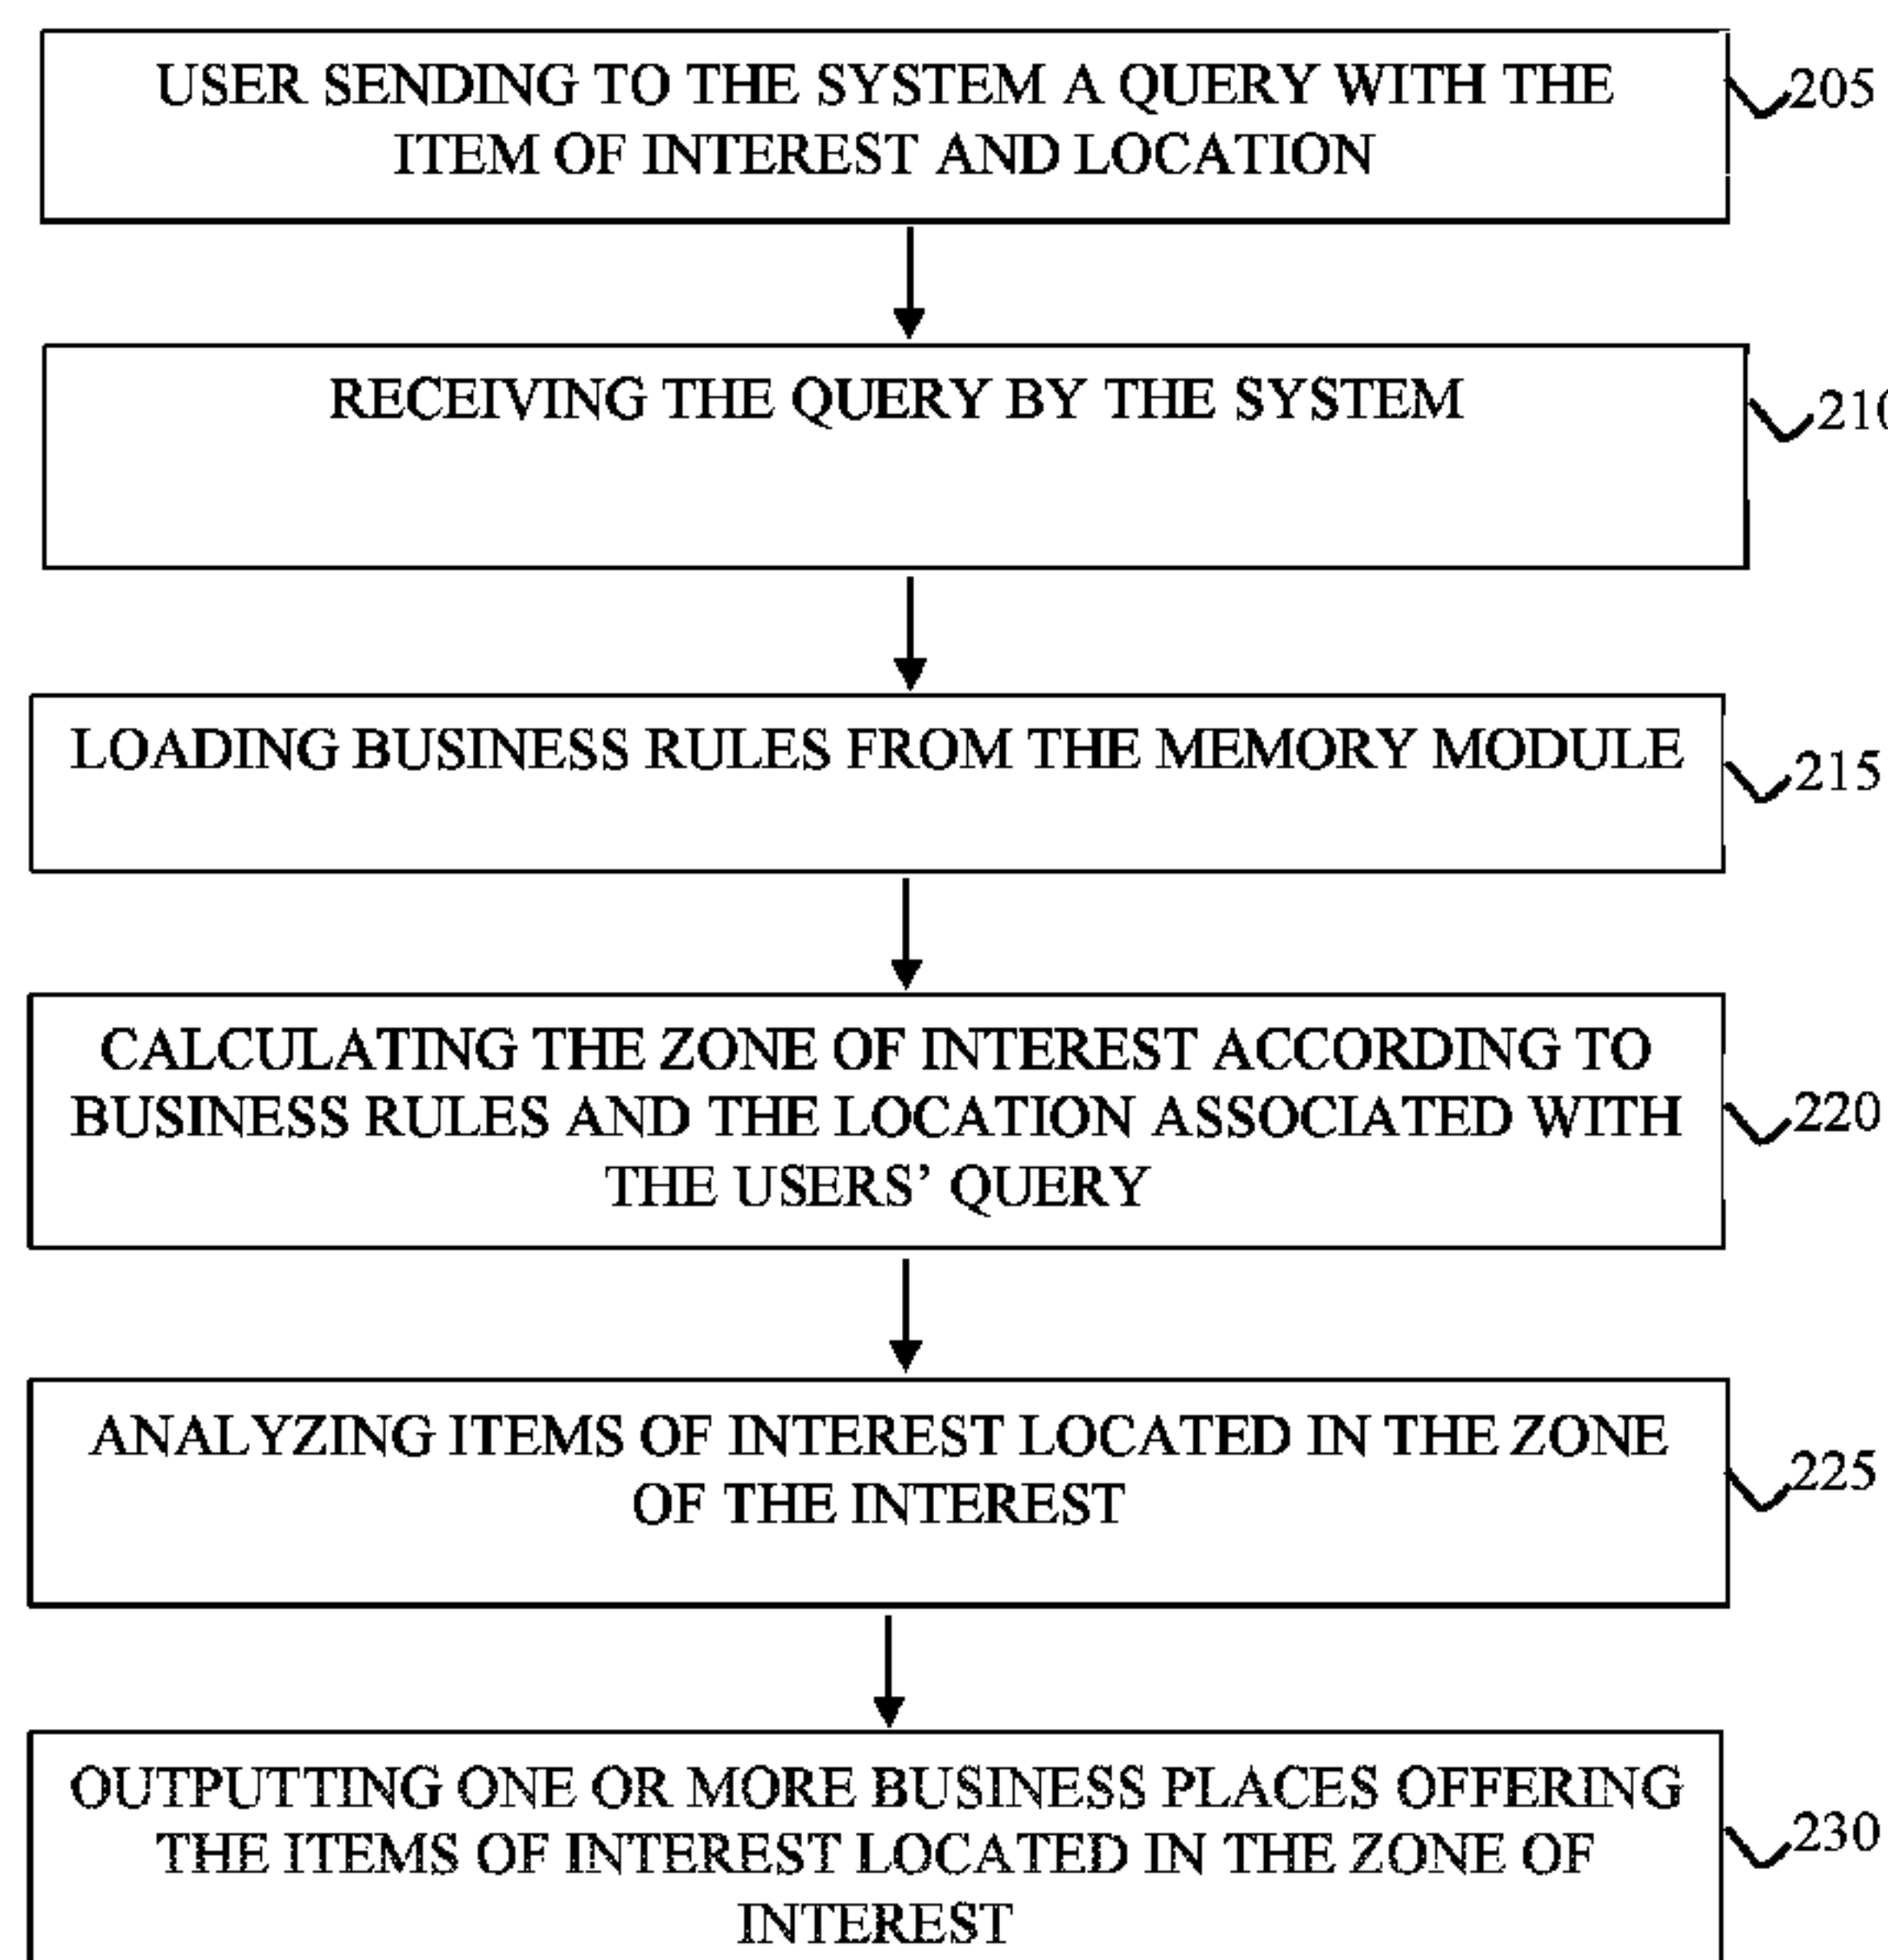 USER SENDING TO THE SYSTEM A QUERY WITH THE
ITEM OF INTEREST AND LOCATION
205
RECEIVING THE QUERY BY THE SYSTEM
210
LOADING BUSINESS RULES FROM THE MEMORY MODULE
215
CALCULATING THE ZONE OF INTEREST ACCORDING TO
BUSINESS RULES AND THE LOCATION ASSOCIATED WITH
THE USERS’ QUERY
220
ANALYZING ITEMS OF INTEREST LOCATED IN THE ZONE
OF THE INTEREST
225
OUTPUTTING ONE OR MORE BUSINESS PLACES OFFERING
THE ITEMS OF INTEREST LOCATED IN THE ZONE OF
INTEREST
230